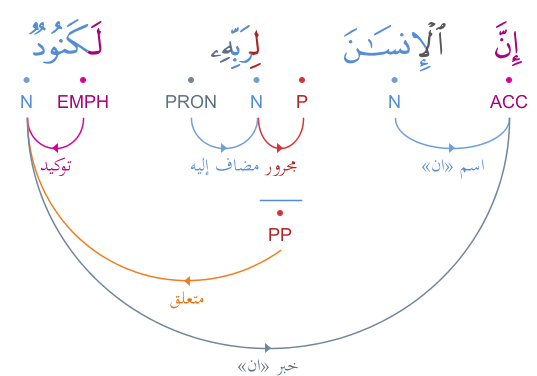 إِنَّ ٱلْإِنسَـٰنَ لِرَبِّهِۦ لَكَنُودٌ
ACC N P N PRON EMPH N
اسم «ان» مجرور مضاف إليه توكيد
PP
متعلق
خبر «ان»